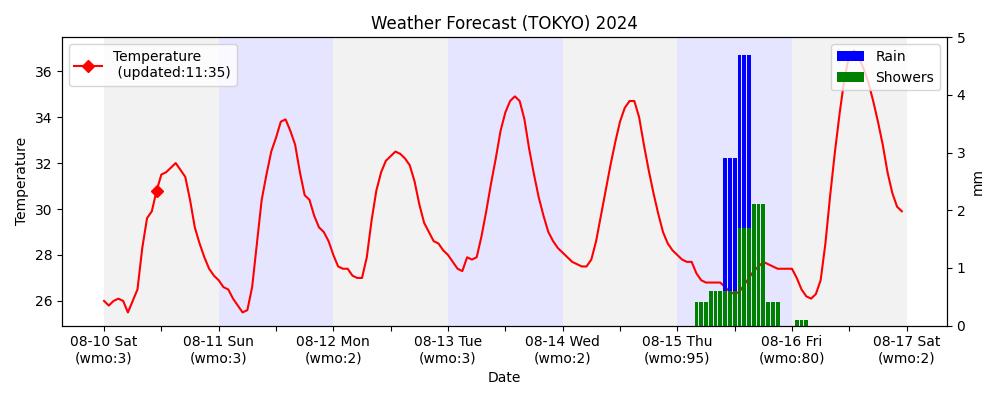 Weather Forecast (TOKYO) 2024
Temperature
(updated:11:35)
Rain
Showers
Temperature
36
34
32
30
28
26
5
4
3
2
1
0
mm
08-10 Sat
(wmo:3)
08-11 Sun
(wmo:3)
08-12 Mon
(wmo:2)
08-13 Tue
(wmo:3)
08-14 Wed
(wmo:2)
08-15 Thu
(wmo:95)
08-16 Fri
(wmo:80)
08-17 Sat
(wmo:2)
Date